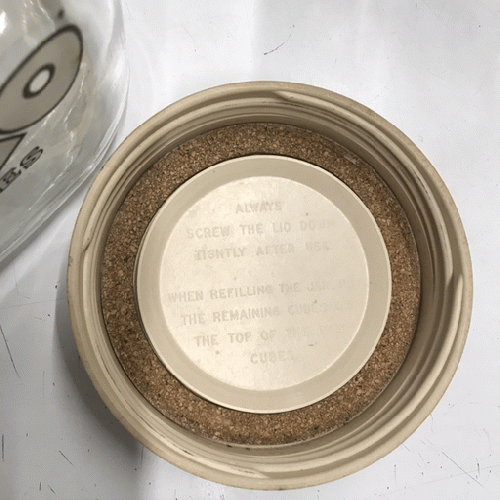 ALWAYS
SCREW THE LID DOWN
TIGHTLY AFTER USE
WHEN REFILLING THE JAR
THE REMAINING CUBES
THE TOP OF THE
CUBES